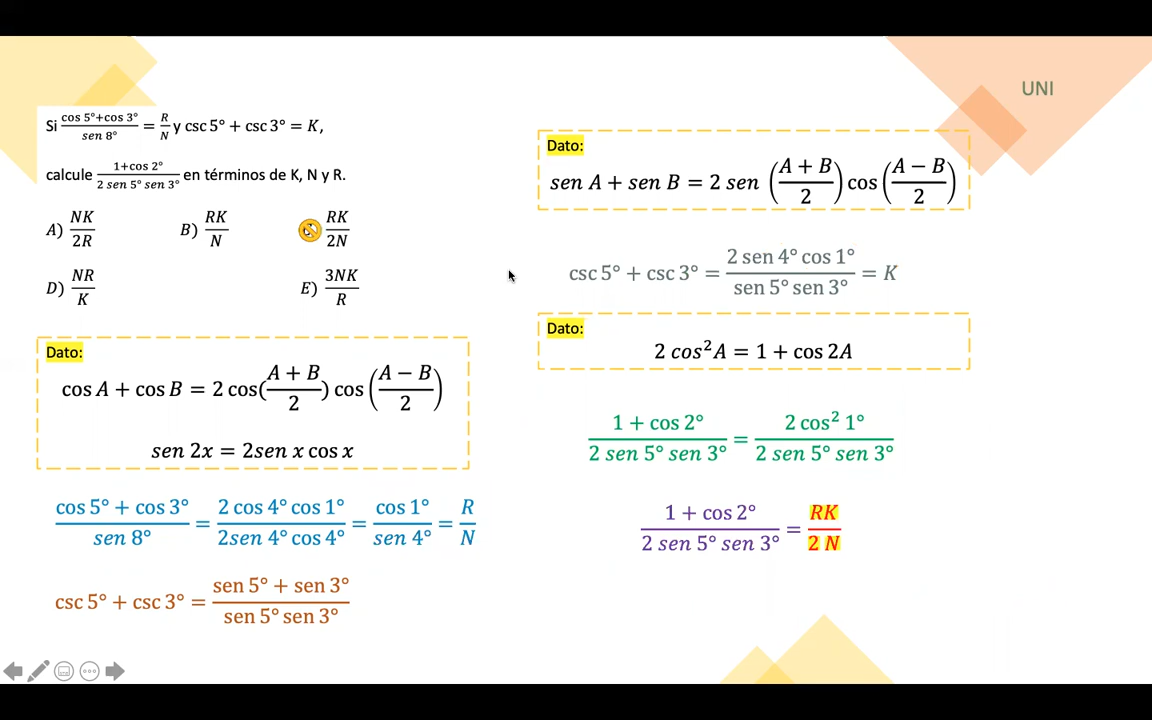 UNI
Si (cos 5°+cos 3°)/(sen 8°) = R/N y csc 5° + csc 3° = K,
calcule (1+cos 2°)/(2 sen 5° sen 3°) en términos de K, N y R.
A) NK/2R B) RK/N RK/2N
D) NR/K E) 3NK/R
Dato:
cos A + cos B = 2 cos((A + B)/2) cos((A − B)/2)
sen 2x = 2sen x cos x
(cos 5° + cos 3°)/(sen 8°) = (2 cos 4° cos 1°)/(2sen 4° cos 4°) = (cos 1°)/(sen 4°) = R/N
csc 5° + csc 3° = (sen 5° + sen 3°)/(sen 5° sen 3°)
Dato:
sen A + sen B = 2 sen ((A + B)/2) cos ((A − B)/2)
csc 5° + csc 3° = (2 sen 4° cos 1°)/(sen 5° sen 3°) = K
Dato:
2 cos²A = 1 + cos 2A
(1 + cos 2°)/(2 sen 5° sen 3°) = (2 cos² 1°)/(2 sen 5° sen 3°)
(1 + cos 2°)/(2 sen 5° sen 3°) = RK/2 N